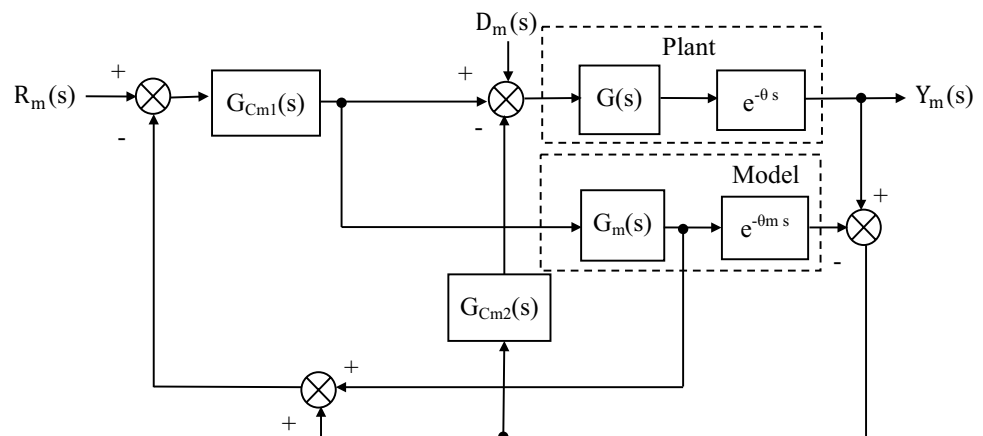 D_m(s)
Plant
+
+
R_m(s)
G_Cm1(s)
G(s)
e^-θ s
Y_m(s)
-
-
Model
+
G_m(s)
e^-θm s
-
G_Cm2(s)
+
+